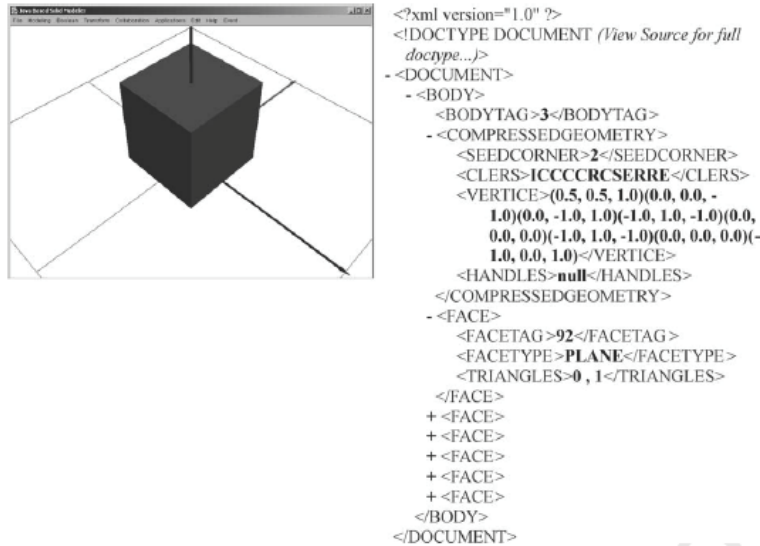 Java Based Solid Modeller
File Modeling Boolean Transform Collaboration Applications Edit Help Event
<?xml version="1.0" ?>
<!DOCTYPE DOCUMENT (View Source for full
doctype...)>
- <DOCUMENT>
- <BODY>
<BODYTAG>3</BODYTAG>
- <COMPRESSEDGEOMETRY>
<SEEDCORNER>2</SEEDCORNER>
<CLERS>ICCCCRCSERRE</CLERS>
<VERTICE>(0.5, 0.5, 1.0)(0.0, 0.0, -
1.0)(0.0, -1.0, 1.0)(-1.0, 1.0, -1.0)(0.0,
0.0, 0.0)(-1.0, 1.0, -1.0)(0.0, 0.0, 0.0)(-
1.0, 0.0, 1.0)</VERTICE>
<HANDLES>null</HANDLES>
</COMPRESSEDGEOMETRY>
- <FACE>
<FACETAG>92</FACETAG>
<FACETYPE>PLANE</FACETYPE>
<TRIANGLES>0 , 1</TRIANGLES>
</FACE>
+ <FACE>
+ <FACE>
+ <FACE>
+ <FACE>
+ <FACE>
</BODY>
</DOCUMENT>